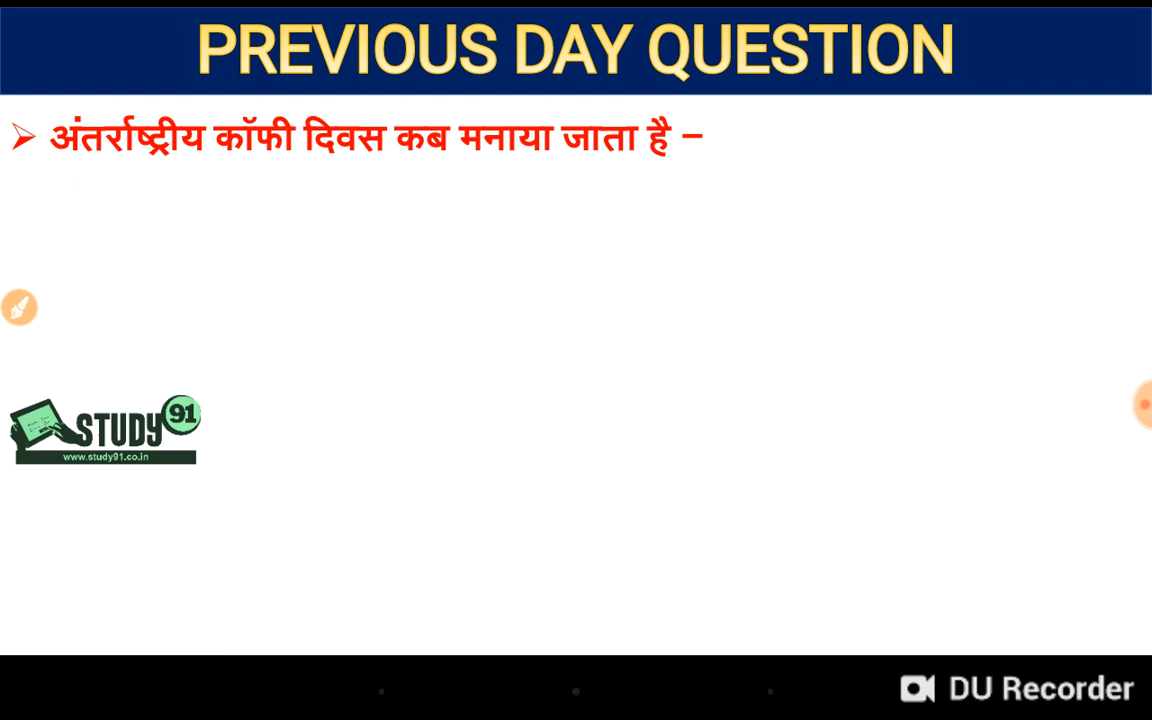 PREVIOUS DAY QUESTION
➢ अंतर्राष्ट्रीय कॉफी दिवस कब मनाया जाता है –
STUDY 91
www.study91.co.in
DU Recorder